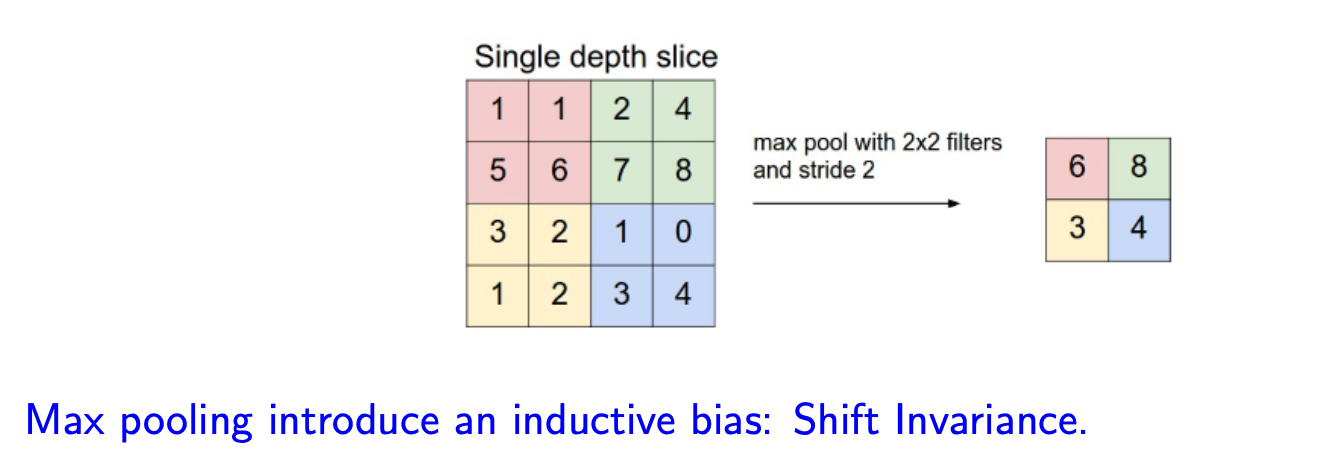 Single depth slice
1 1 2 4
5 6 7 8
3 2 1 0
1 2 3 4
max pool with 2x2 filters
and stride 2
6 8
3 4
Max pooling introduce an inductive bias: Shift Invariance.